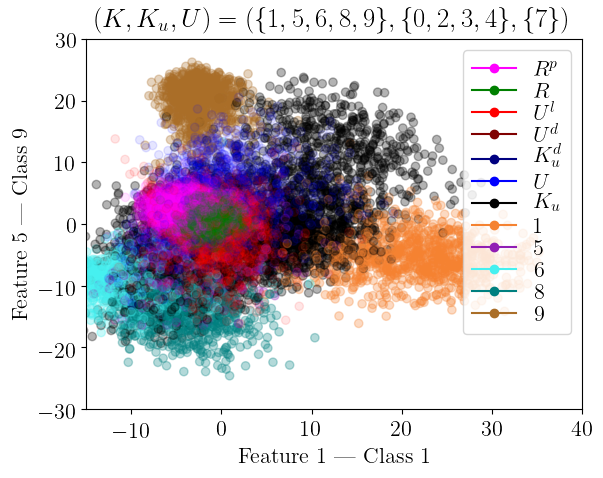 (K, K_u, U) = ({1, 5, 6, 8, 9}, {0, 2, 3, 4}, {7})
30
20
10
0
−10
−20
−30
Feature 5 — Class 9
R^p
R
U^l
U^d
K_u^d
U
K_u
1
5
6
8
9
−10
0
10
20
30
40
Feature 1 — Class 1